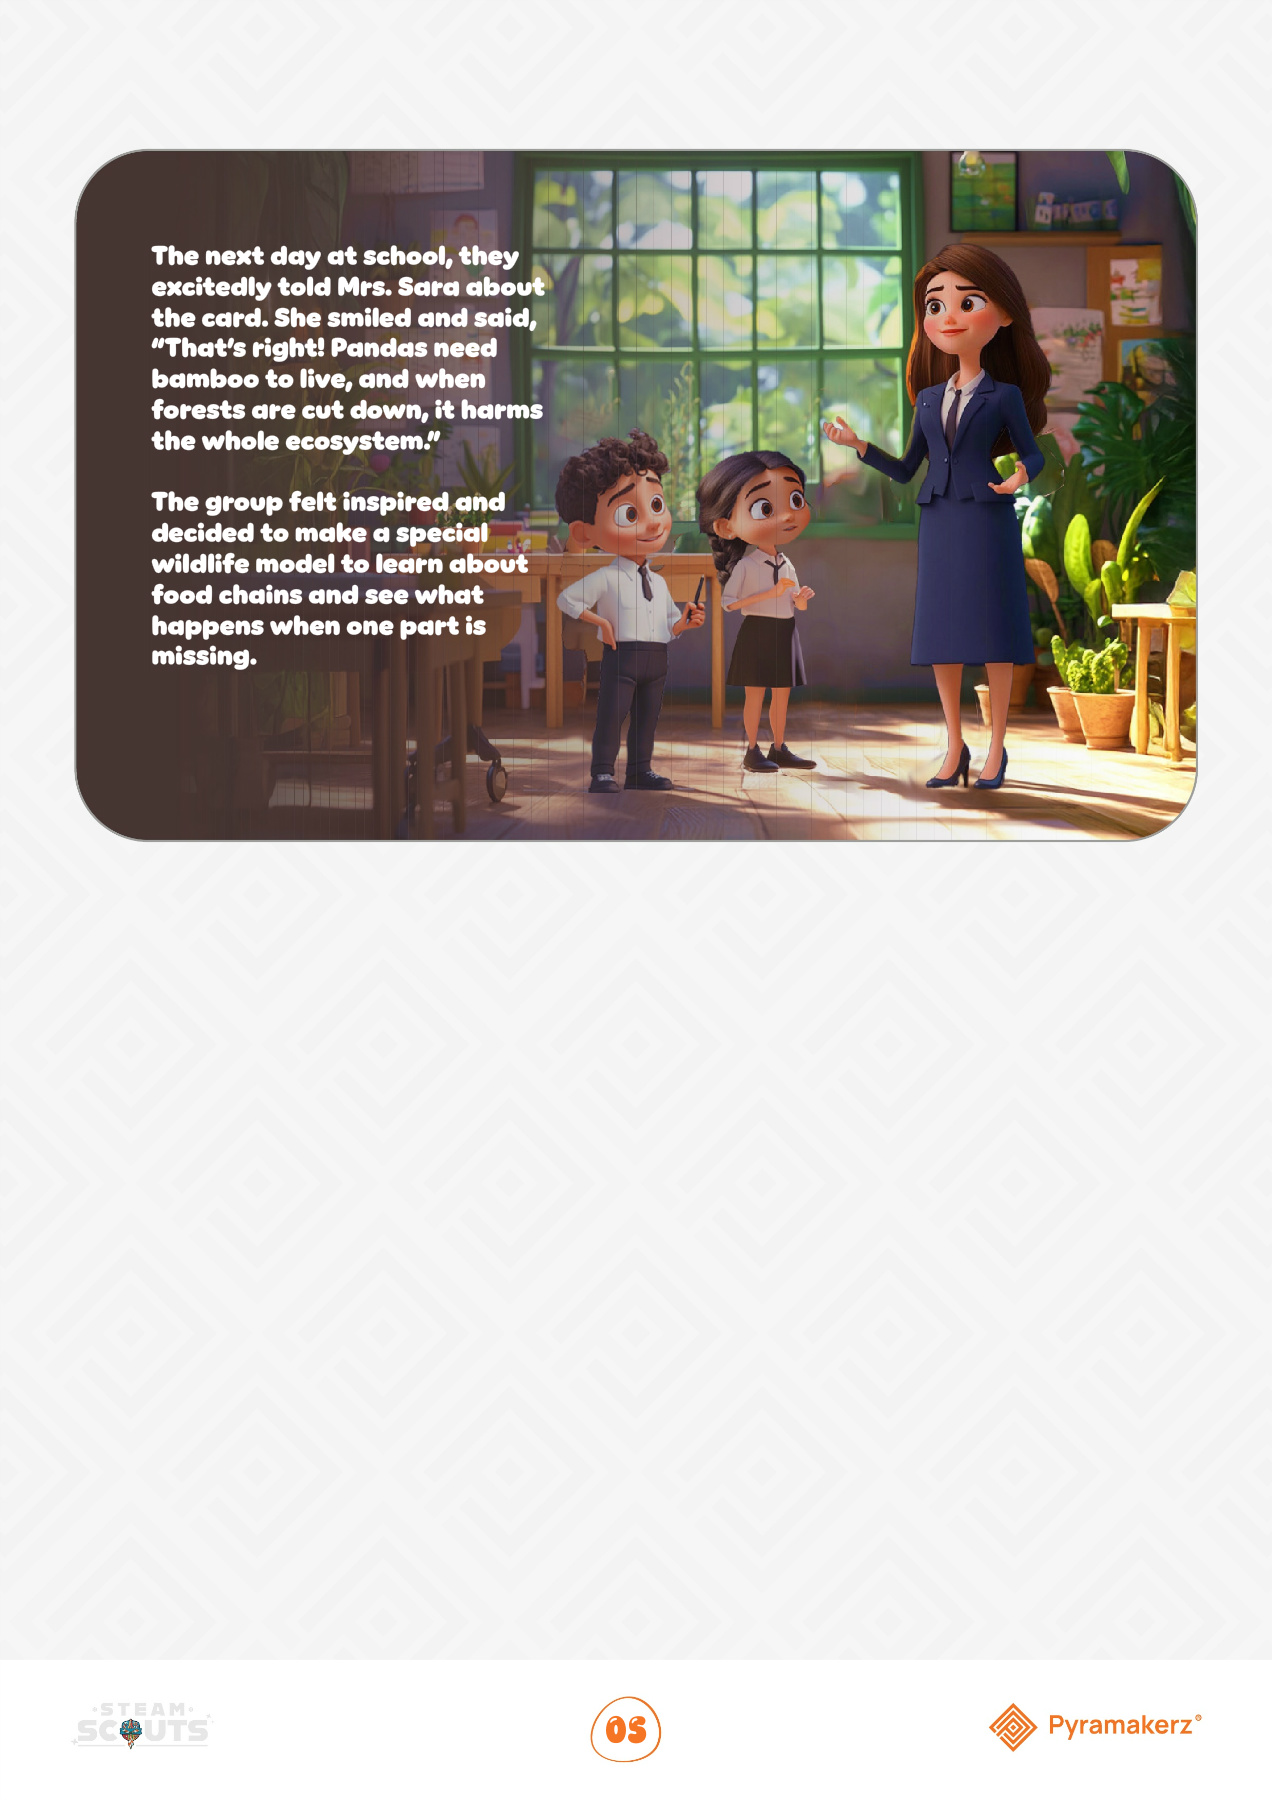 The next day at school, they
excitedly told Mrs. Sara about
the card. She smiled and said,
“That’s right! Pandas need
bamboo to live, and when
forests are cut down, it harms
the whole ecosystem.”
The group felt inspired and
decided to make a special
wildlife model to learn about
food chains and see what
happens when one part is
missing.
STEAM
SCOUTS
05
Pyramakerz®